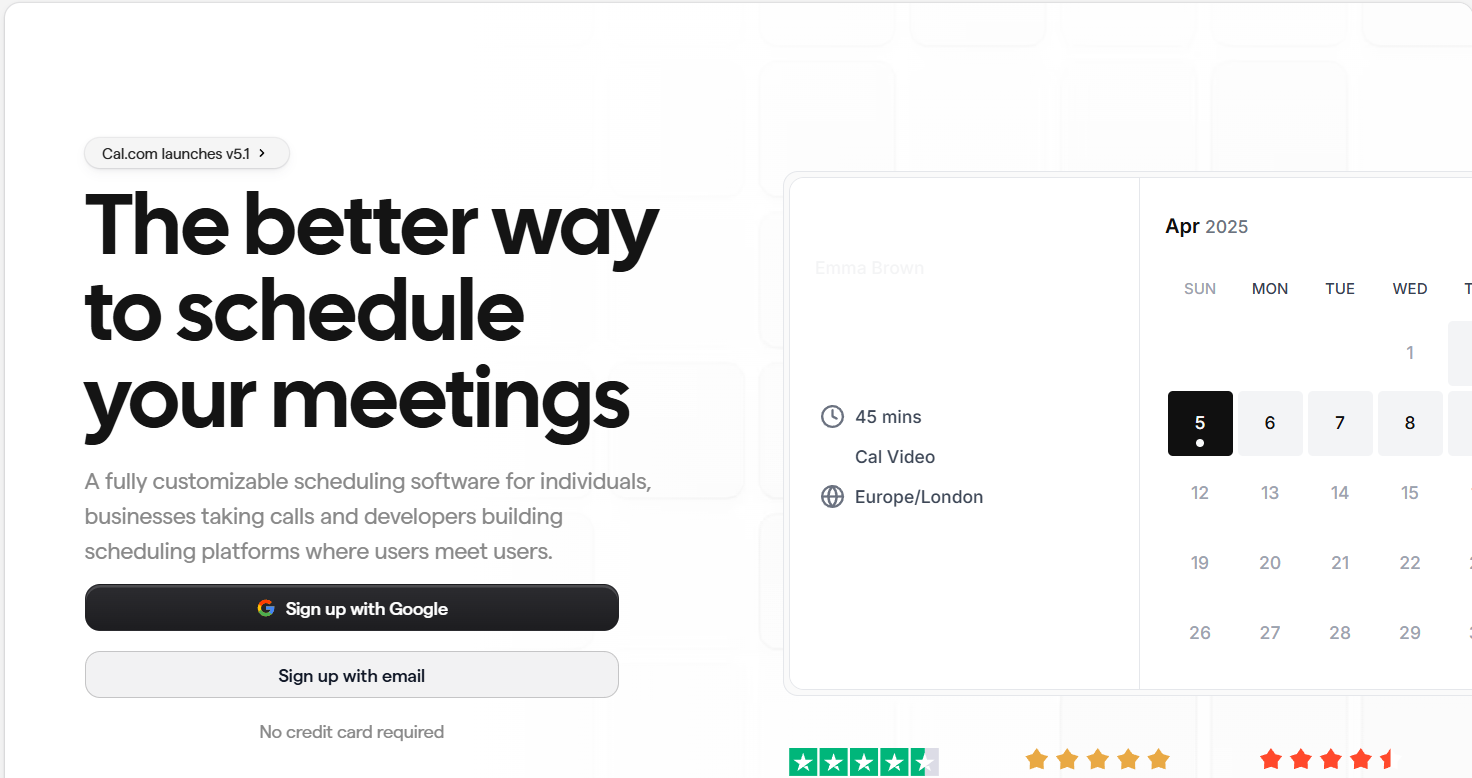 Cal.com launches v5.1
The better way
to schedule
your meetings
A fully customizable scheduling software for individuals,
businesses taking calls and developers building
scheduling platforms where users meet users.
Sign up with Google
Sign up with email
No credit card required
Emma Brown
45 mins
Cal Video
Europe/London
Apr 2025
SUN MON TUE WED
1
5 6 7 8
12 13 14 15
19 20 21 22
26 27 28 29